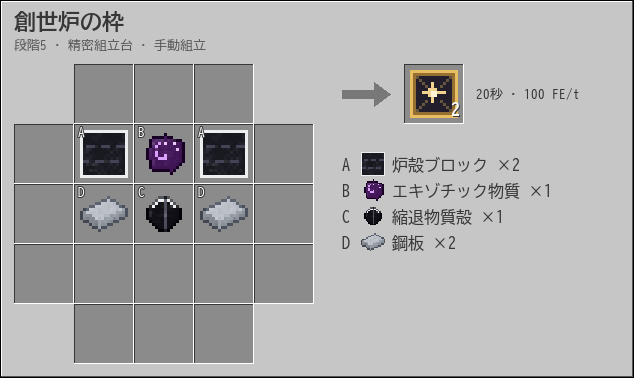 創世炉の枠
段階5 · 精密組立台 · 手動組立
2
20秒 · 100 FE/t
A B A
D C D
A 炉殻ブロック ×2
B エキゾチック物質 ×1
C 縮退物質殻 ×1
D 鋼板 ×2